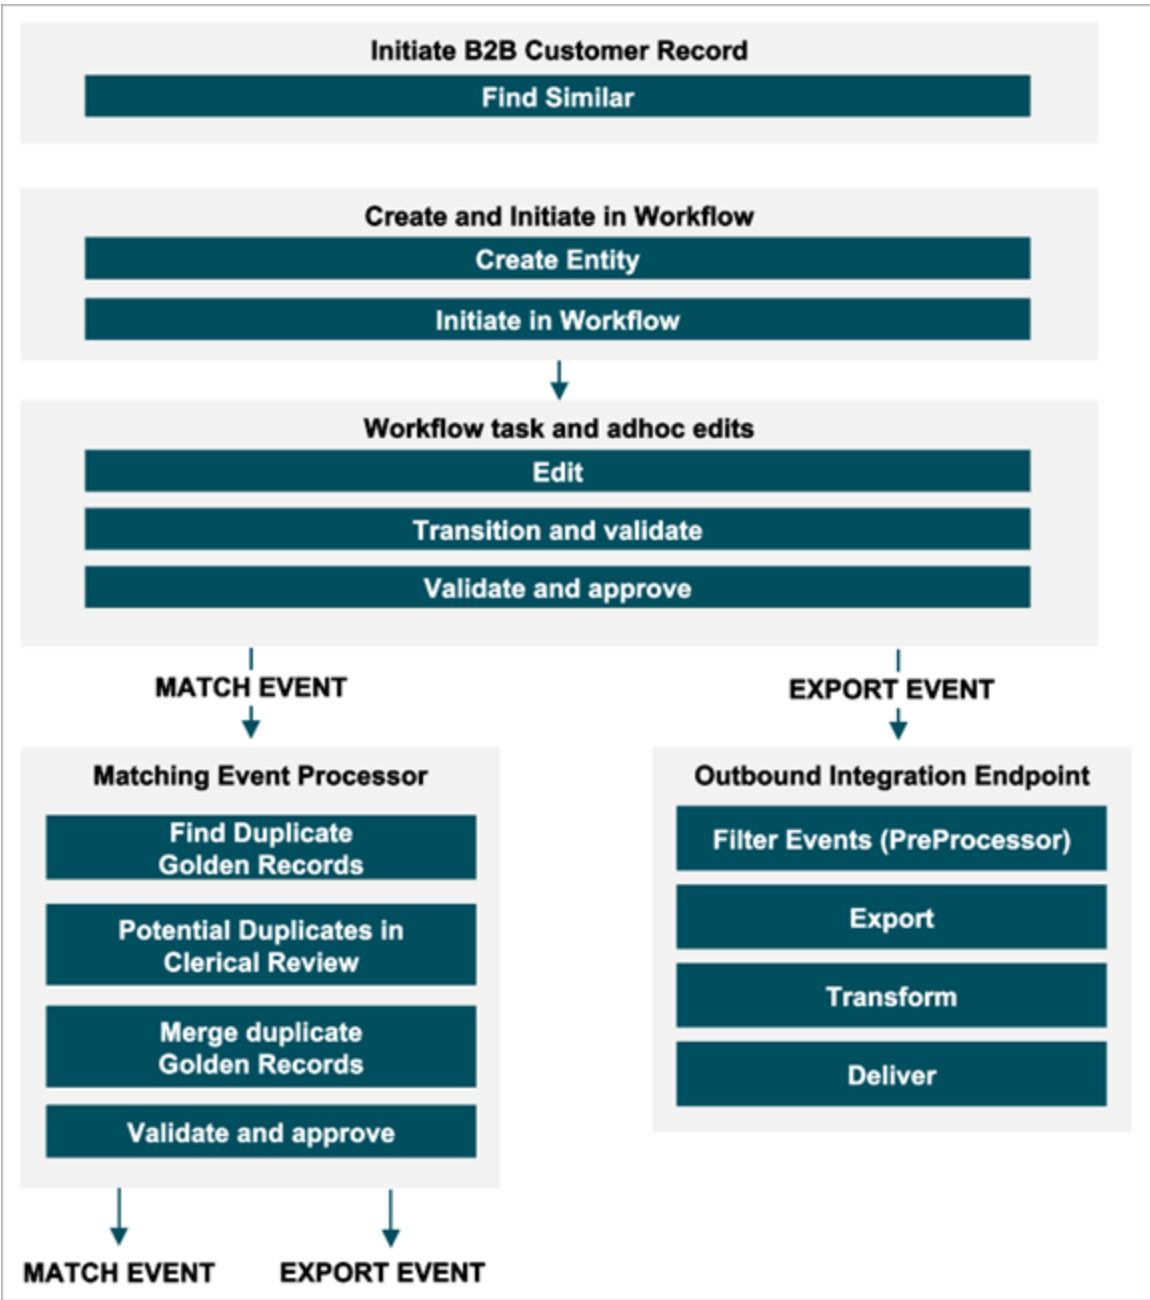 Initiate B2B Customer Record
Find Similar
Create and Initiate in Workflow
Create Entity
Initiate in Workflow
Workflow task and adhoc edits
Edit
Transition and validate
Validate and approve
MATCH EVENT
EXPORT EVENT
Matching Event Processor
Find Duplicate
Golden Records
Potential Duplicates in
Clerical Review
Merge duplicate
Golden Records
Validate and approve
Outbound Integration Endpoint
Filter Events (PreProcessor)
Export
Transform
Deliver
MATCH EVENT
EXPORT EVENT